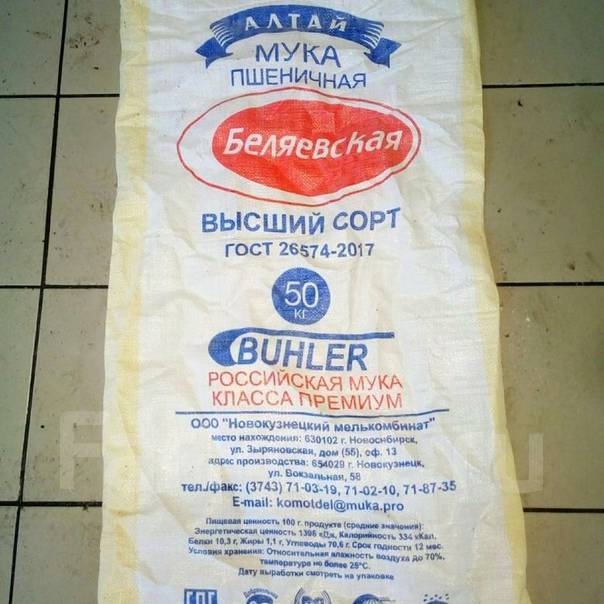 АЛТАЙ
МУКА
ПШЕНИЧНАЯ
Беляевская
ВЫСШИЙ СОРТ
ГОСТ 26574-2017
50
КГ
BUHLER
РОССИЙСКАЯ МУКА
КЛАССА ПРЕМИУМ
ООО "Новокузнецкий мелькомбинат"
место нахождения: 630102 г. Новосибирск,
ул. Зыряновская, дом (55), оф. 13
адрес производства: 654029 г. Новокузнецк,
ул. Вокзальная, 58
тел./факс: (3743) 71-03-19, 71-02-10, 71-87-35
E-mail: komotdel@muka.pro
Пищевая ценность 100 г. продукта (средние значения):
Энергетическая ценность 1396 кДж, Калорийность 334 кКал,
Белки 10,3 г, Жиры 1,1 г, Углеводы 70,6 г. Срок годности 12 мес.
Условия хранения: Относительная влажность воздуха до 70%,
температура не более 25°С.
Дату выработки смотреть на упаковке